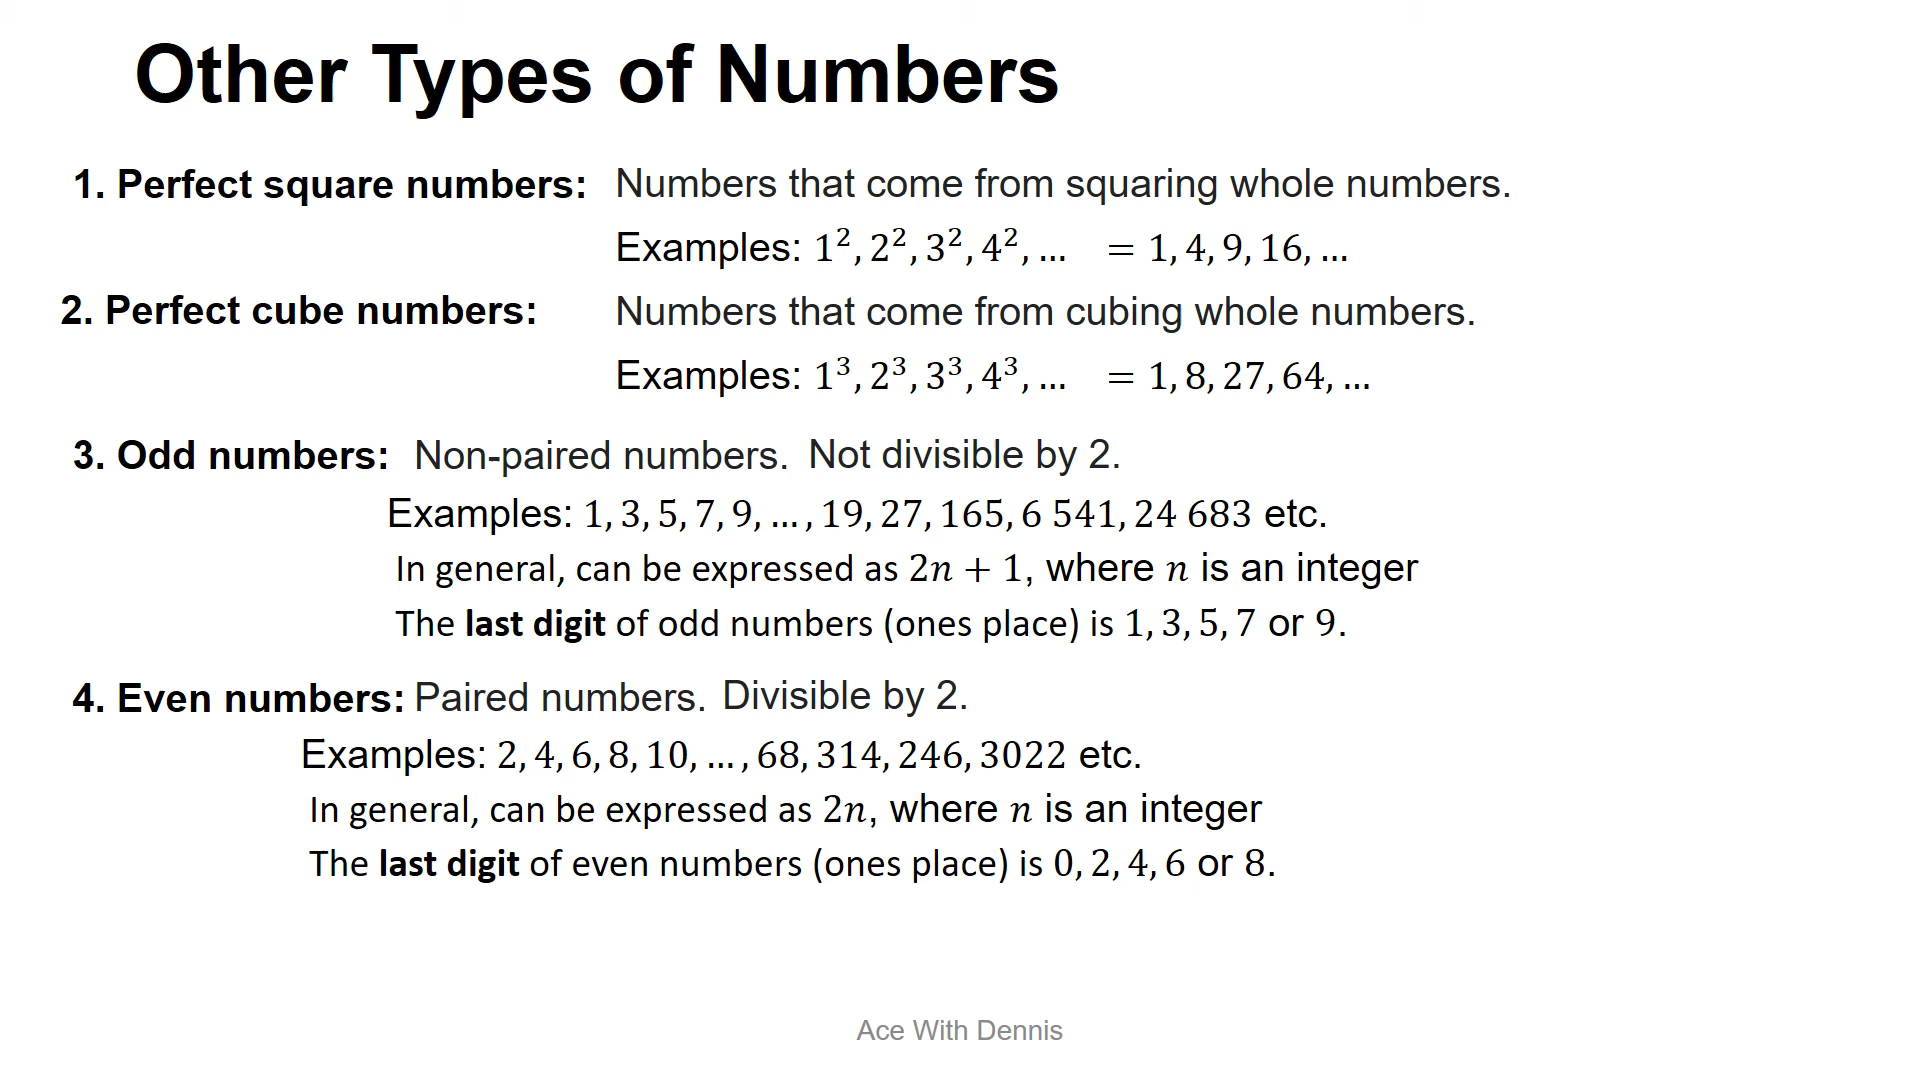 Other Types of Numbers
1. Perfect square numbers: Numbers that come from squaring whole numbers.
Examples: 1², 2², 3², 4², … = 1, 4, 9, 16, …
2. Perfect cube numbers: Numbers that come from cubing whole numbers.
Examples: 1³, 2³, 3³, 4³, … = 1, 8, 27, 64, …
3. Odd numbers: Non-paired numbers. Not divisible by 2.
Examples: 1, 3, 5, 7, 9, … , 19, 27, 165, 6 541, 24 683 etc.
In general, can be expressed as 2n + 1, where n is an integer
The last digit of odd numbers (ones place) is 1, 3, 5, 7 or 9.
4. Even numbers: Paired numbers. Divisible by 2.
Examples: 2, 4, 6, 8, 10, … , 68, 314, 246, 3022 etc.
In general, can be expressed as 2n, where n is an integer
The last digit of even numbers (ones place) is 0, 2, 4, 6 or 8.
Ace With Dennis